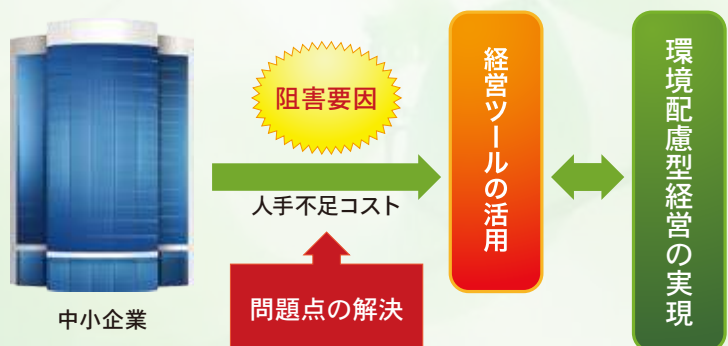 阻害要因
人手不足コスト
問題点の解決
中小企業
経営ツールの活用
環境配慮型経営の実現